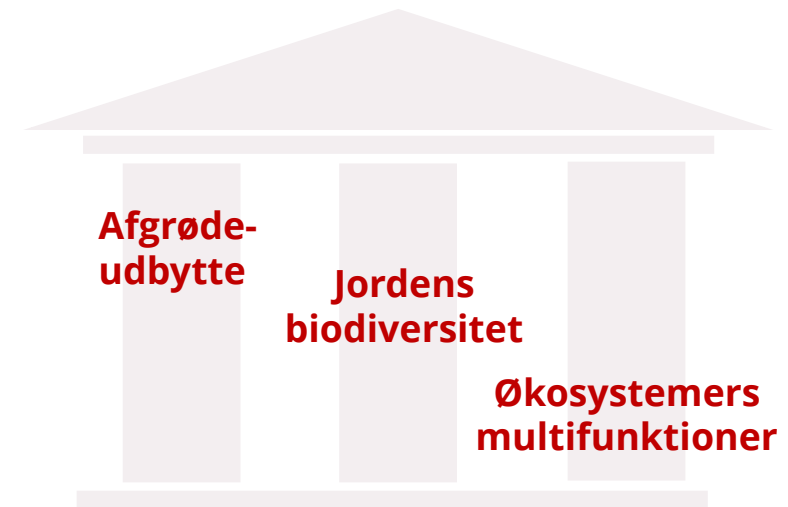 Afgrøde-
udbytte
Jordens
biodiversitet
Økosystemers
multifunktioner